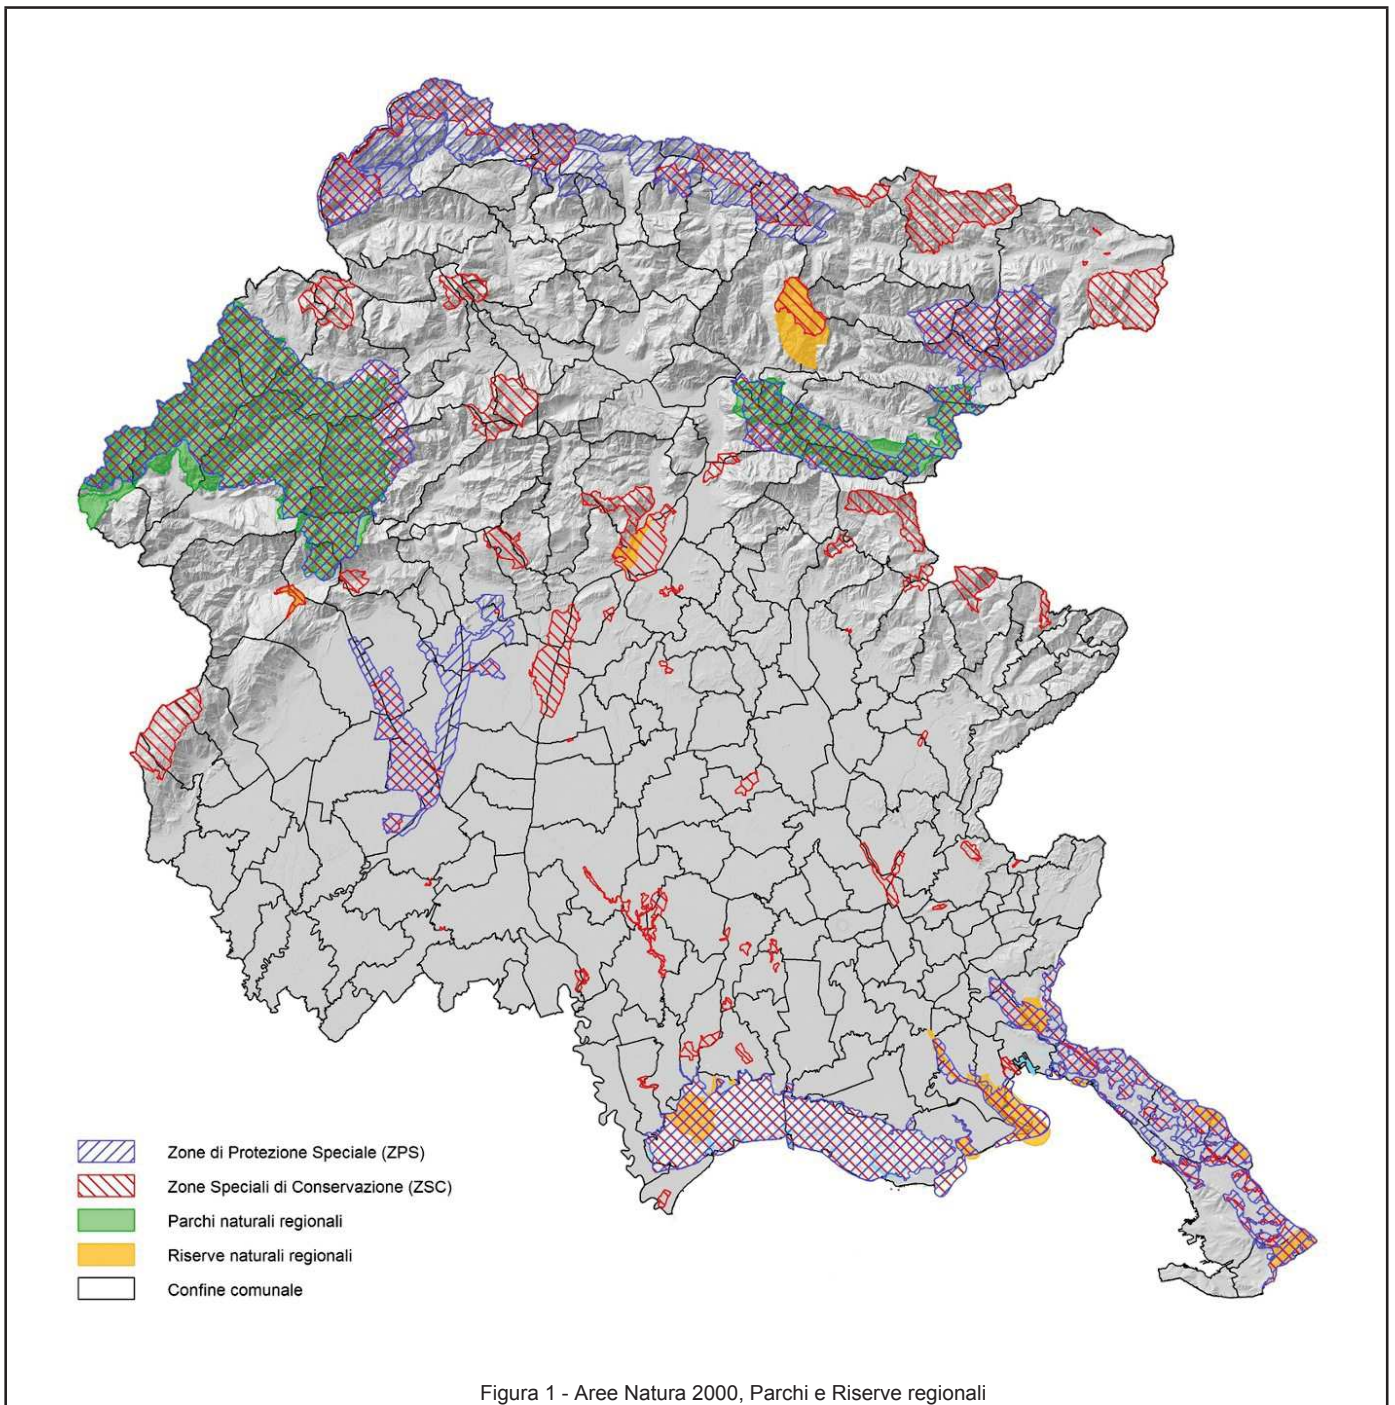 Zone di Protezione Speciale (ZPS)
Zone Speciali di Conservazione (ZSC)
Parchi naturali regionali
Riserve naturali regionali
Confine comunale
Figura 1 - Aree Natura 2000, Parchi e Riserve regionali